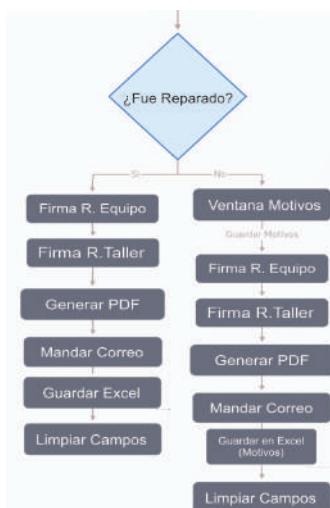 ¿Fue Reparado?
Si
No
Firma R. Equipo
Firma R.Taller
Generar PDF
Mandar Correo
Guardar Excel
Limpiar Campos
Ventana Motivos
Guardar Motivos
Firma R. Equipo
Firma R.Taller
Generar PDF
Mandar Correo
Guardar en Excel
(Motivos)
Limpiar Campos